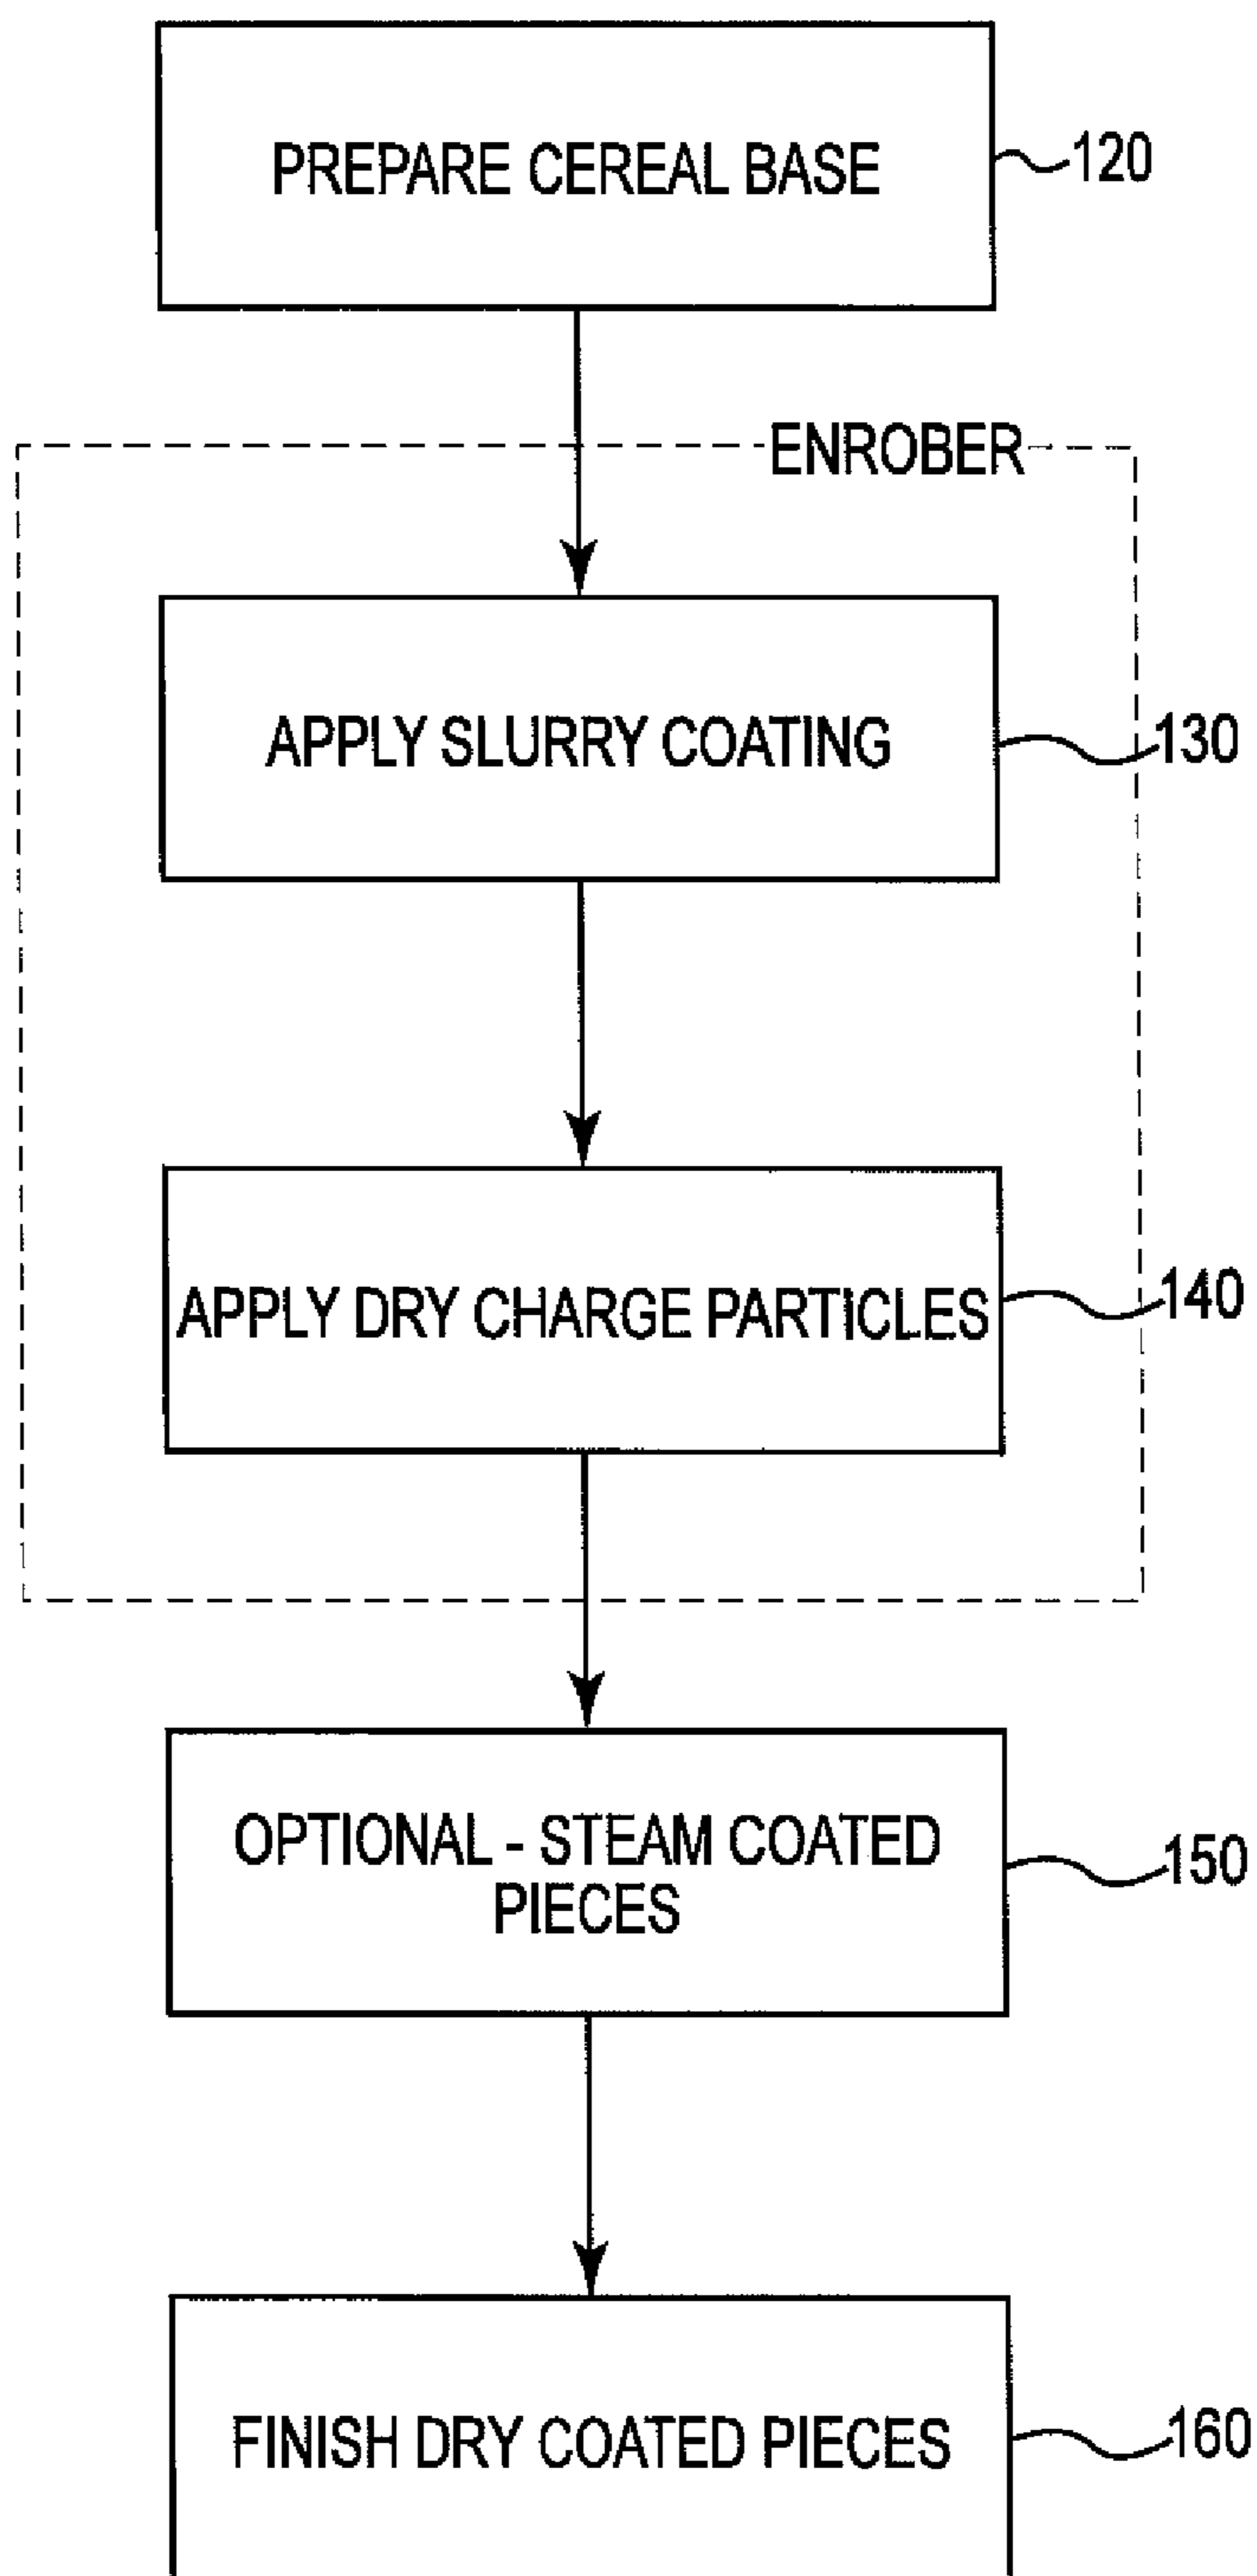 PREPARE CEREAL BASE
120
ENROBER
APPLY SLURRY COATING
130
APPLY DRY CHARGE PARTICLES
140
OPTIONAL - STEAM COATED
PIECES
150
FINISH DRY COATED PIECES
160